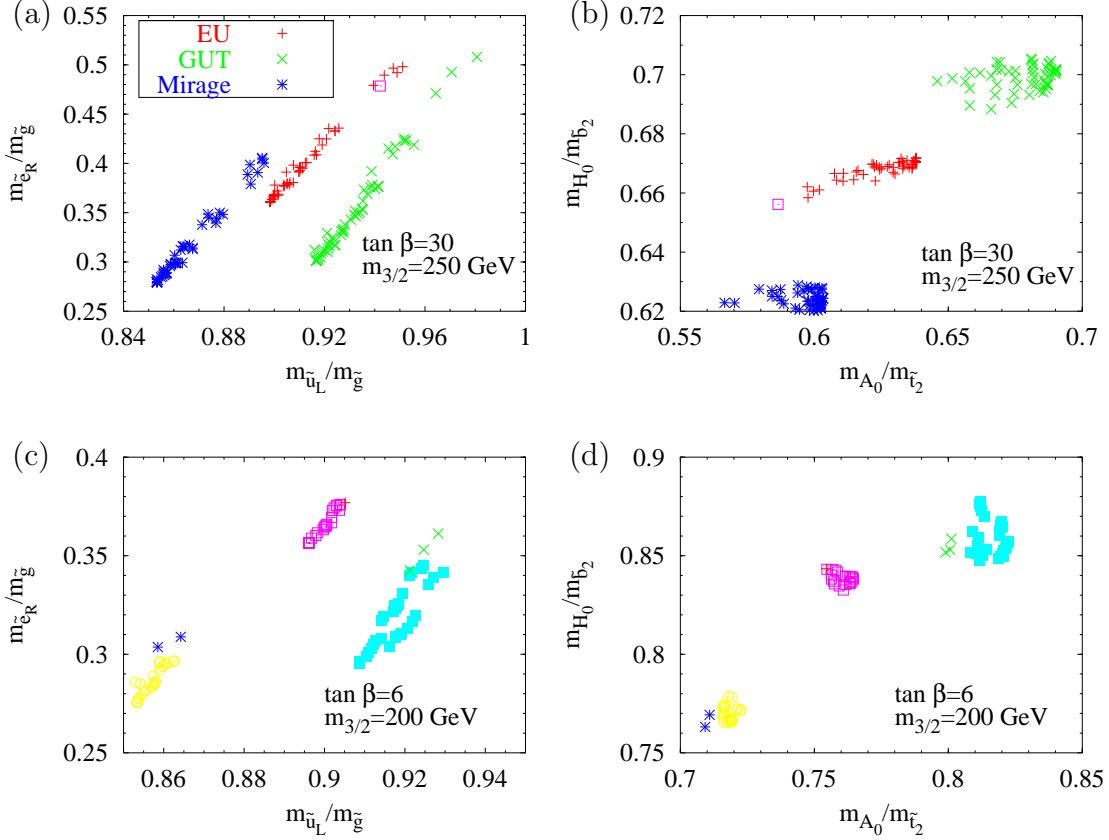 (a)
EU
GUT
Mirage
0.5
0.45
0.4
0.35
0.3
0.25
m_{ẽ_R}/m_{g̃}
tan β=30
m_{3/2}=250 GeV
0.84 0.88 0.92 0.96 1
m_{ũ_L}/m_{g̃}
(b)
0.7
0.68
0.66
0.64
0.62
m_{H_0}/m_{b̃_2}
tan β=30
m_{3/2}=250 GeV
0.55 0.6 0.65 0.7
m_{A_0}/m_{t̃_2}
(c)
0.4
0.35
0.3
0.25
m_{ẽ_R}/m_{g̃}
tan β=6
m_{3/2}=200 GeV
0.86 0.88 0.9 0.92 0.94
m_{ũ_L}/m_{g̃}
(d)
0.9
0.85
0.8
0.75
m_{H_0}/m_{b̃_2}
tan β=6
m_{3/2}=200 GeV
0.7 0.75 0.8 0.85
m_{A_0}/m_{t̃_2}